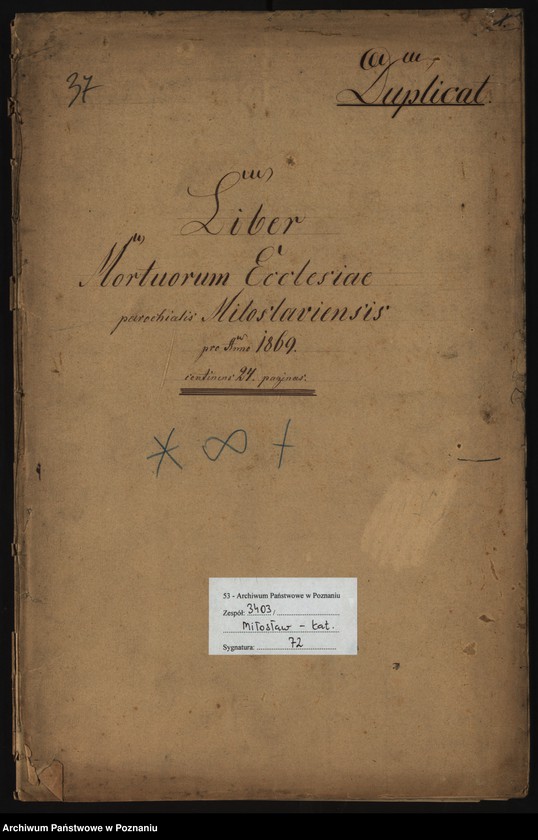 37
Duplicat.
Liber
Mortuorum Ecclesiae
parochialis Miloslaviensis
pro Anno 1869.
continens 24. paginas.
* ∞ †
53 - Archiwum Państwowe w Poznaniu
Zespół: 3403 /
Miłosław - kat.
Sygnatura: 72
Archiwum Państwowe w Poznaniu